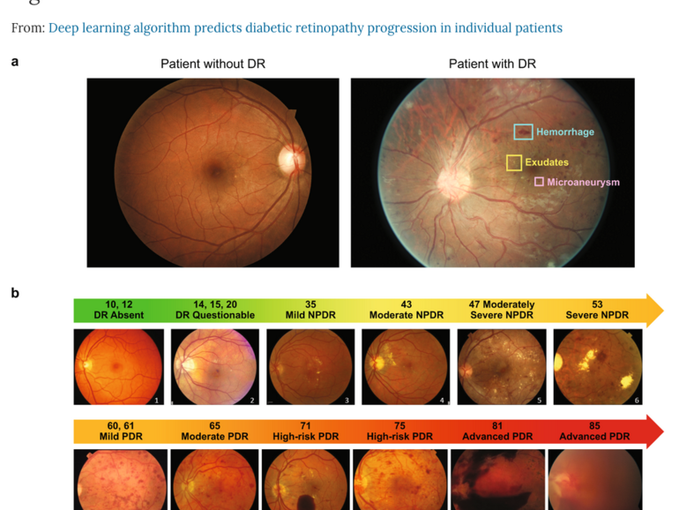 From: Deep learning algorithm predicts diabetic retinopathy progression in individual patients
a
Patient without DR
Patient with DR
Hemorrhage
Exudates
Microaneurysm
b
10, 12
DR Absent
14, 15, 20
DR Questionable
35
Mild NPDR
43
Moderate NPDR
47 Moderately
Severe NPDR
53
Severe NPDR
1
2
3
4
5
6
60, 61
Mild PDR
65
Moderate PDR
71
High-risk PDR
75
High-risk PDR
81
Advanced PDR
85
Advanced PDR